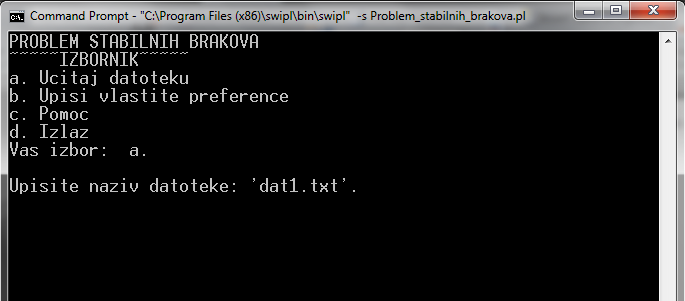 Command Prompt - "C:\Program Files (x86)\swipl\bin\swipl" -s Problem_stabilnih_brakova.pl
PROBLEM STABILNIH BRAKOVA
~~~~~IZBORNIK~~~~~
a. Ucitaj datoteku
b. Upisi vlastite preference
c. Pomoc
d. Izlaz
Vas izbor:  a.
Upisite naziv datoteke: 'dat1.txt'.